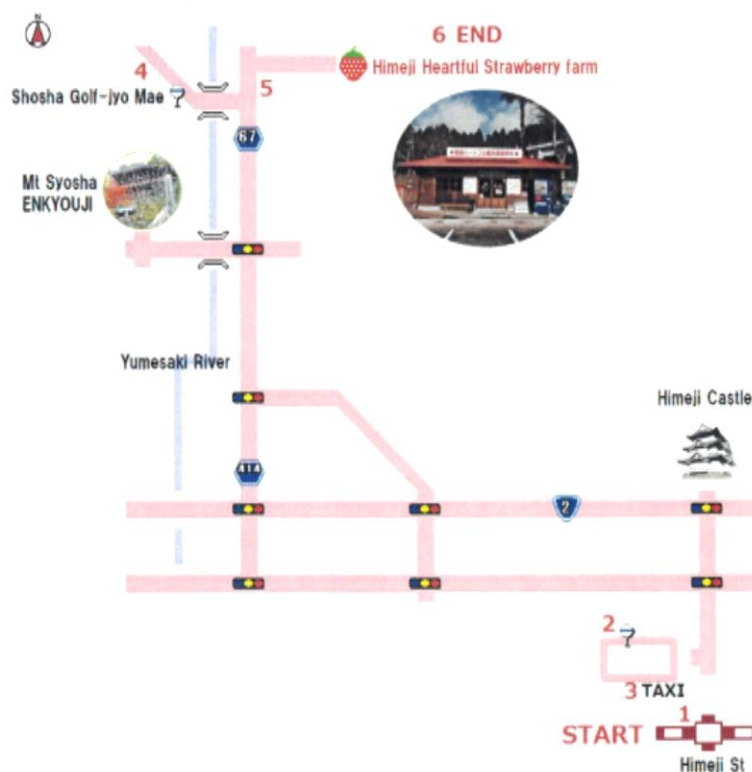 N
6 END
Himeji Heartful Strawberry farm
4
5
Shosha Golf-jyo Mae
67
Mt Syosha
ENKYOUJI
Yumesaki River
Himeji Castle
414
2
2
3 TAXI
START
1
Himeji St